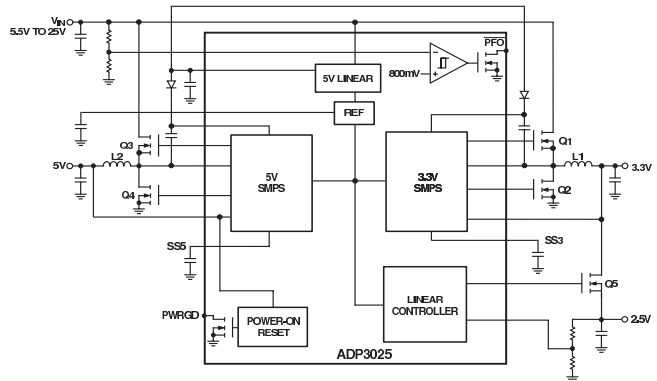 VIN
5.5V TO 25V
PFO
5V LINEAR
800mV
REF
Q3
Q1
L2
L1
5V
5V
SMPS
3.3V
SMPS
3.3V
Q4
Q2
SS5
SS3
Q5
PWRGD
POWER-ON
RESET
LINEAR
CONTROLLER
2.5V
ADP3025